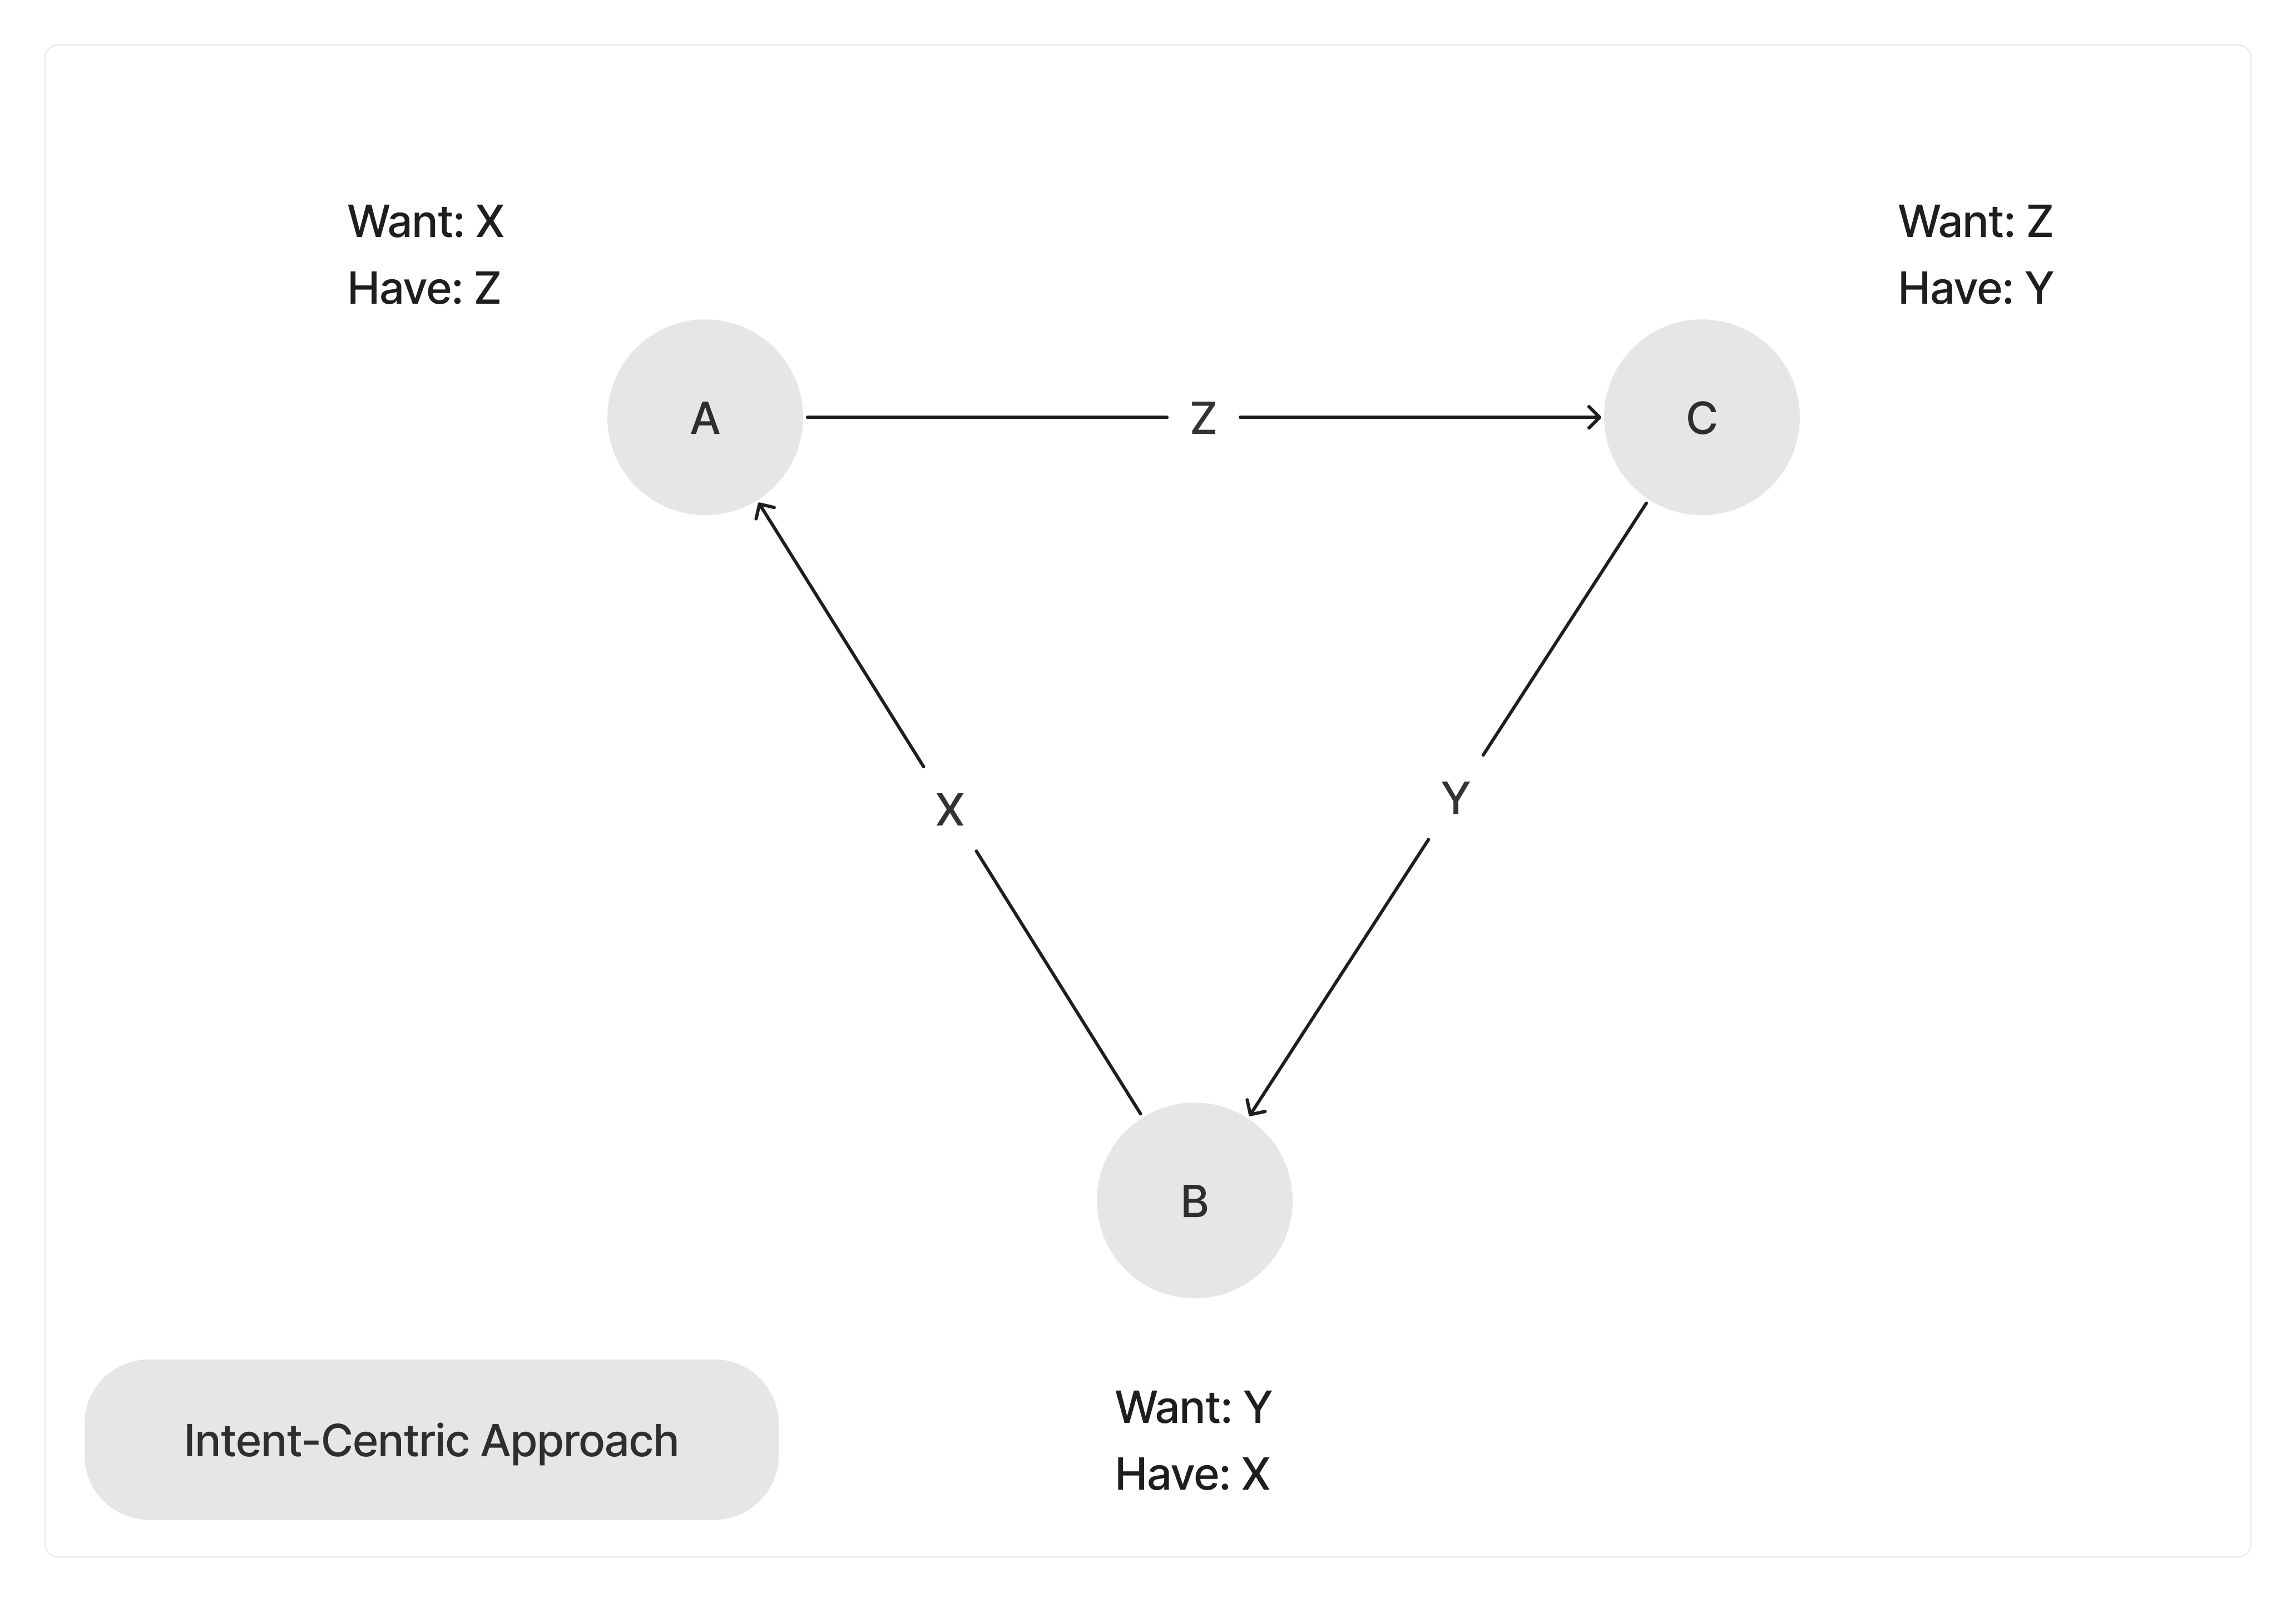 Want: X
Have: Z
Want: Z
Have: Y
A
Z
C
X
Y
B
Want: Y
Have: X
Intent-Centric Approach